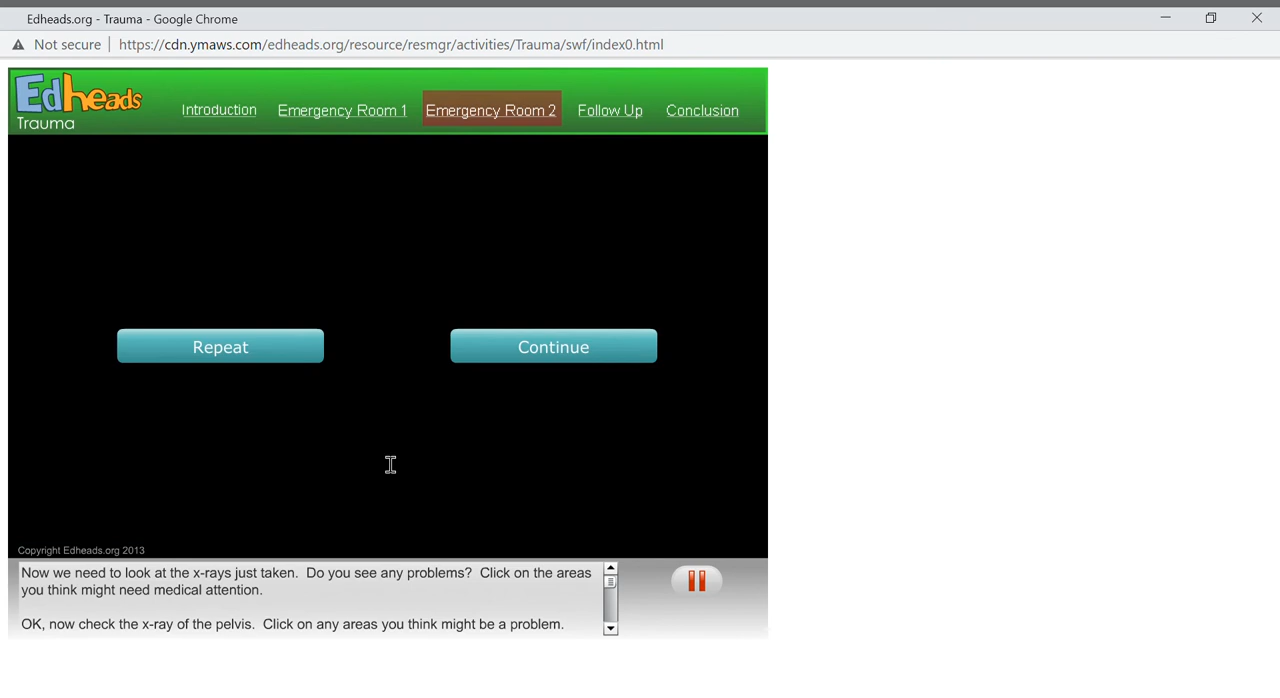 Edheads.org - Trauma - Google Chrome
Not secure | https://cdn.ymaws.com/edheads.org/resource/resmgr/activities/Trauma/swf/index0.html
Edheads
Trauma
Introduction Emergency Room 1 Emergency Room 2 Follow Up Conclusion
Repeat Continue
Copyright Edheads.org 2013
Now we need to look at the x-rays just taken.  Do you see any problems?  Click on the areas
you think might need medical attention.
OK, now check the x-ray of the pelvis.  Click on any areas you think might be a problem.